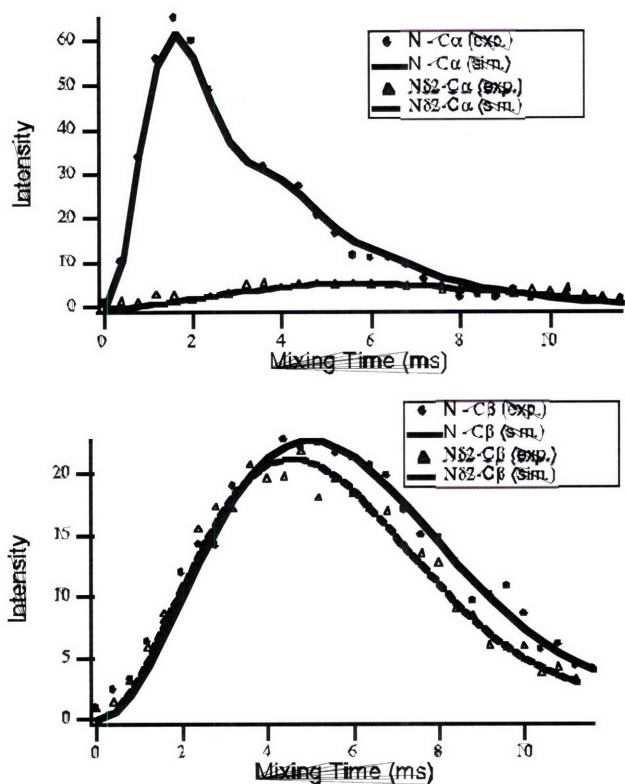 60
50
40
30
20
10
0
Intensity
N - Cα (exp.)
N - Cα (sim.)
Nδ2-Cα (exp.)
Nδ2-Cα (sim.)
0 2 4 6 8 10
Mixing Time (ms)
N - Cβ (exp.)
N - Cβ (sim.)
Nδ2-Cβ (exp.)
Nδ2-Cβ (sim.)
20
15
10
5
0
Intensity
0 2 4 6 8 10
Mixing Time (ms)